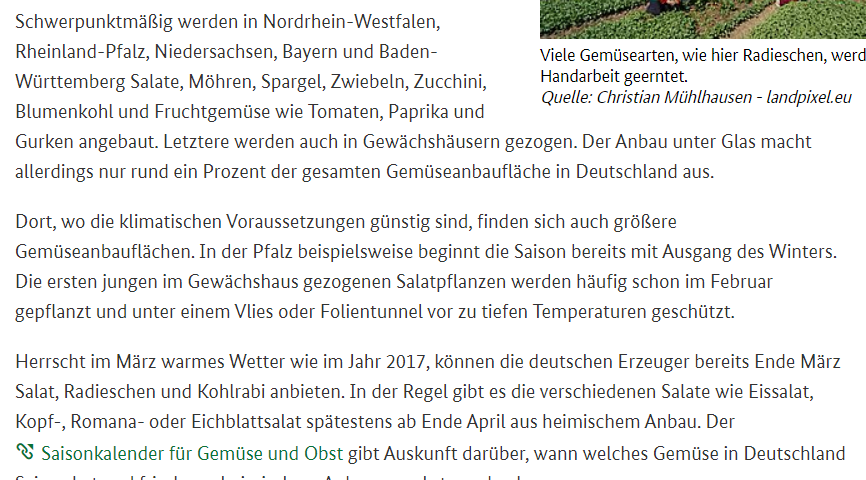 Schwerpunktmäßig werden in Nordrhein-Westfalen,
Rheinland-Pfalz, Niedersachsen, Bayern und Baden-
Württemberg Salate, Möhren, Spargel, Zwiebeln, Zucchini,
Blumenkohl und Fruchtgemüse wie Tomaten, Paprika und
Gurken angebaut. Letztere werden auch in Gewächshäusern gezogen. Der Anbau unter Glas macht
allerdings nur rund ein Prozent der gesamten Gemüseanbaufläche in Deutschland aus.
Viele Gemüsearten, wie hier Radieschen, werd
Handarbeit geerntet.
Quelle: Christian Mühlhausen - landpixel.eu
Dort, wo die klimatischen Voraussetzungen günstig sind, finden sich auch größere
Gemüseanbauflächen. In der Pfalz beispielsweise beginnt die Saison bereits mit Ausgang des Winters.
Die ersten jungen im Gewächshaus gezogenen Salatpflanzen werden häufig schon im Februar
gepflanzt und unter einem Vlies oder Folientunnel vor zu tiefen Temperaturen geschützt.
Herrscht im März warmes Wetter wie im Jahr 2017, können die deutschen Erzeuger bereits Ende März
Salat, Radieschen und Kohlrabi anbieten. In der Regel gibt es die verschiedenen Salate wie Eissalat,
Kopf-, Romana- oder Eichblattsalat spätestens ab Ende April aus heimischem Anbau. Der
Saisonkalender für Gemüse und Obst gibt Auskunft darüber, wann welches Gemüse in Deutschland